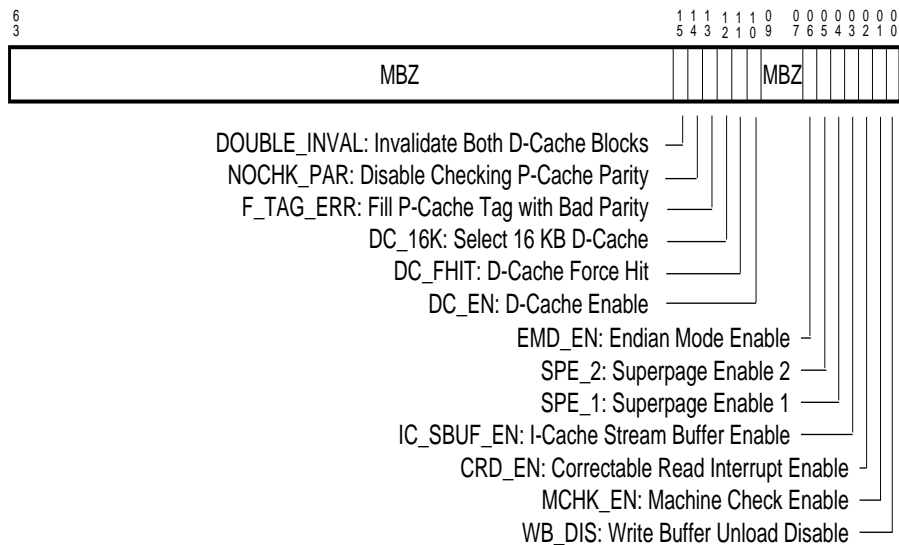 6 1 1 1 1 1 1 0 0 0 0 0 0 0 0 0
3 5 4 3 2 1 0 9 7 6 5 4 3 2 1 0
MBZ MBZ
DOUBLE_INVAL: Invalidate Both D-Cache Blocks
NOCHK_PAR: Disable Checking P-Cache Parity
F_TAG_ERR: Fill P-Cache Tag with Bad Parity
DC_16K: Select 16 KB D-Cache
DC_FHIT: D-Cache Force Hit
DC_EN: D-Cache Enable
EMD_EN: Endian Mode Enable
SPE_2: Superpage Enable 2
SPE_1: Superpage Enable 1
IC_SBUF_EN: I-Cache Stream Buffer Enable
CRD_EN: Correctable Read Interrupt Enable
MCHK_EN: Machine Check Enable
WB_DIS: Write Buffer Unload Disable